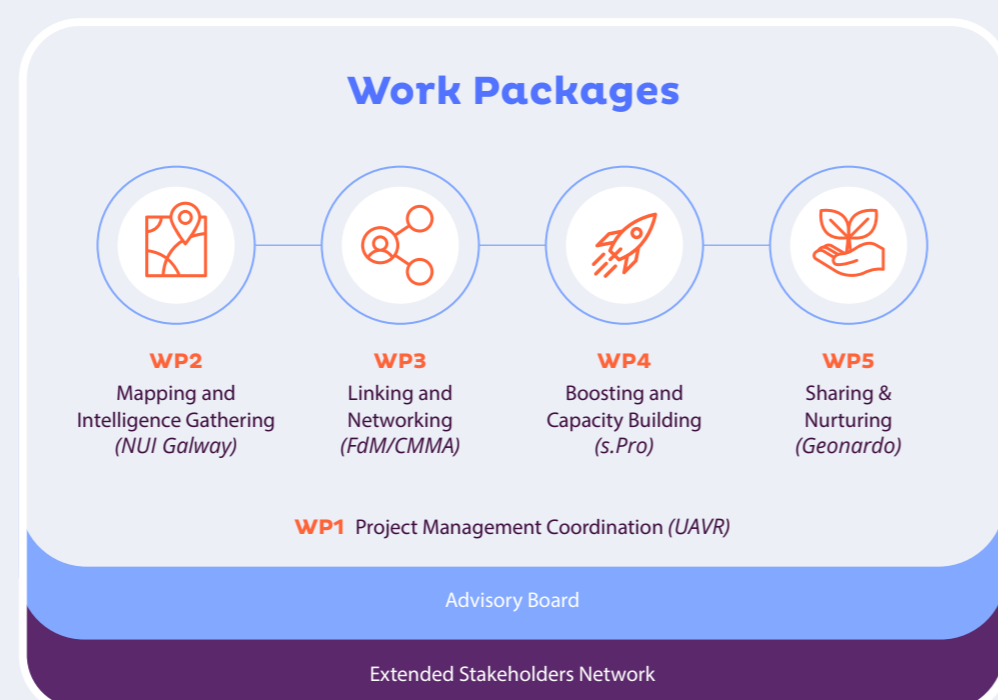 Work Packages
WP2
Mapping and
Intelligence Gathering
(NUI Galway)
WP3
Linking and
Networking
(FdM/CMMA)
WP4
Boosting and
Capacity Building
(s.Pro)
WP5
Sharing &
Nurturing
(Geonardo)
WP1 Project Management Coordination (UAVR)
Advisory Board
Extended Stakeholders Network